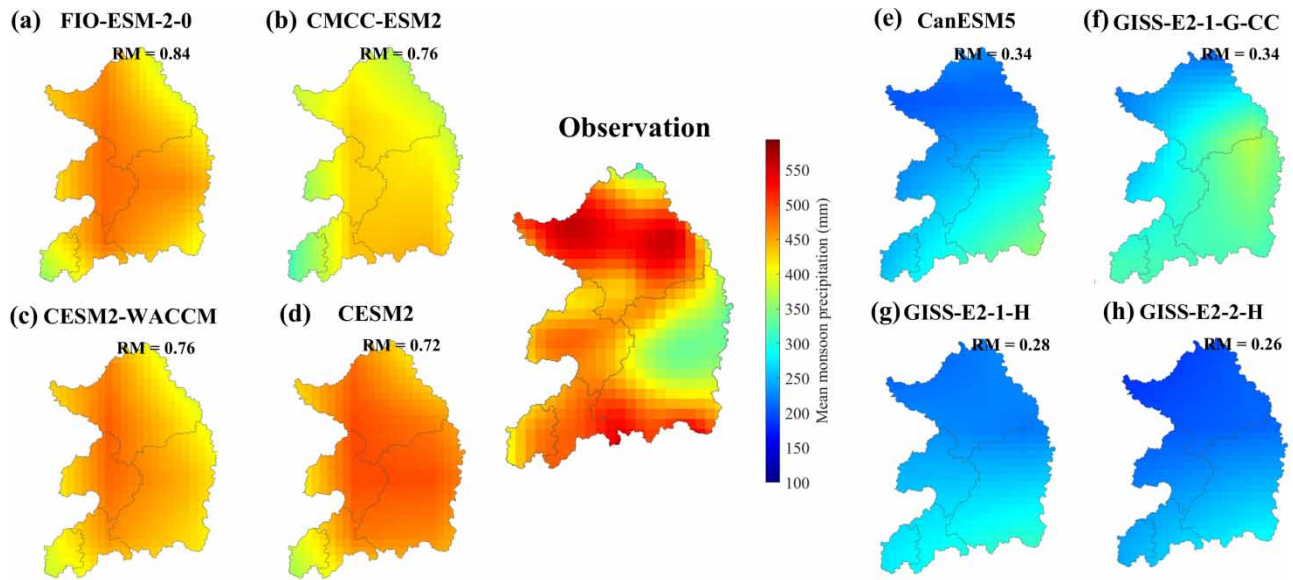 (a) FIO-ESM-2-0
RM = 0.84
(b) CMCC-ESM2
RM = 0.76
(c) CESM2-WACCM
RM = 0.76
(d) CESM2
RM = 0.72
Observation
550
500
450
400
350
300
250
200
150
100
Mean monsoon precipitation (mm)
(e) CanESM5
RM = 0.34
(f) GISS-E2-1-G-CC
RM = 0.34
(g) GISS-E2-1-H
RM = 0.28
(h) GISS-E2-2-H
RM = 0.26